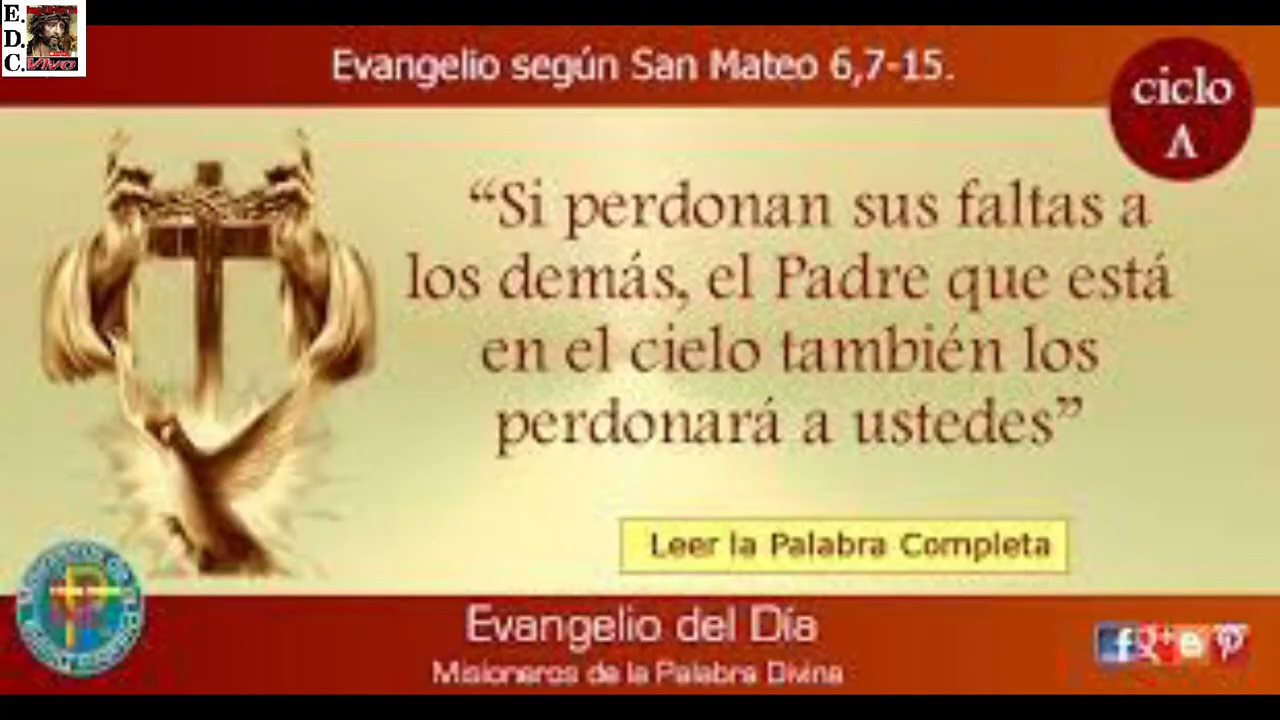 E.
D.
C. Vivo
Evangelio según San Mateo 6,7-15.
ciclo
A
“Si perdonan sus faltas a
los demás, el Padre que está
en el cielo también los
perdonará a ustedes”
Leer la Palabra Completa
Evangelio del Día
Misioneros de la Palabra Divina